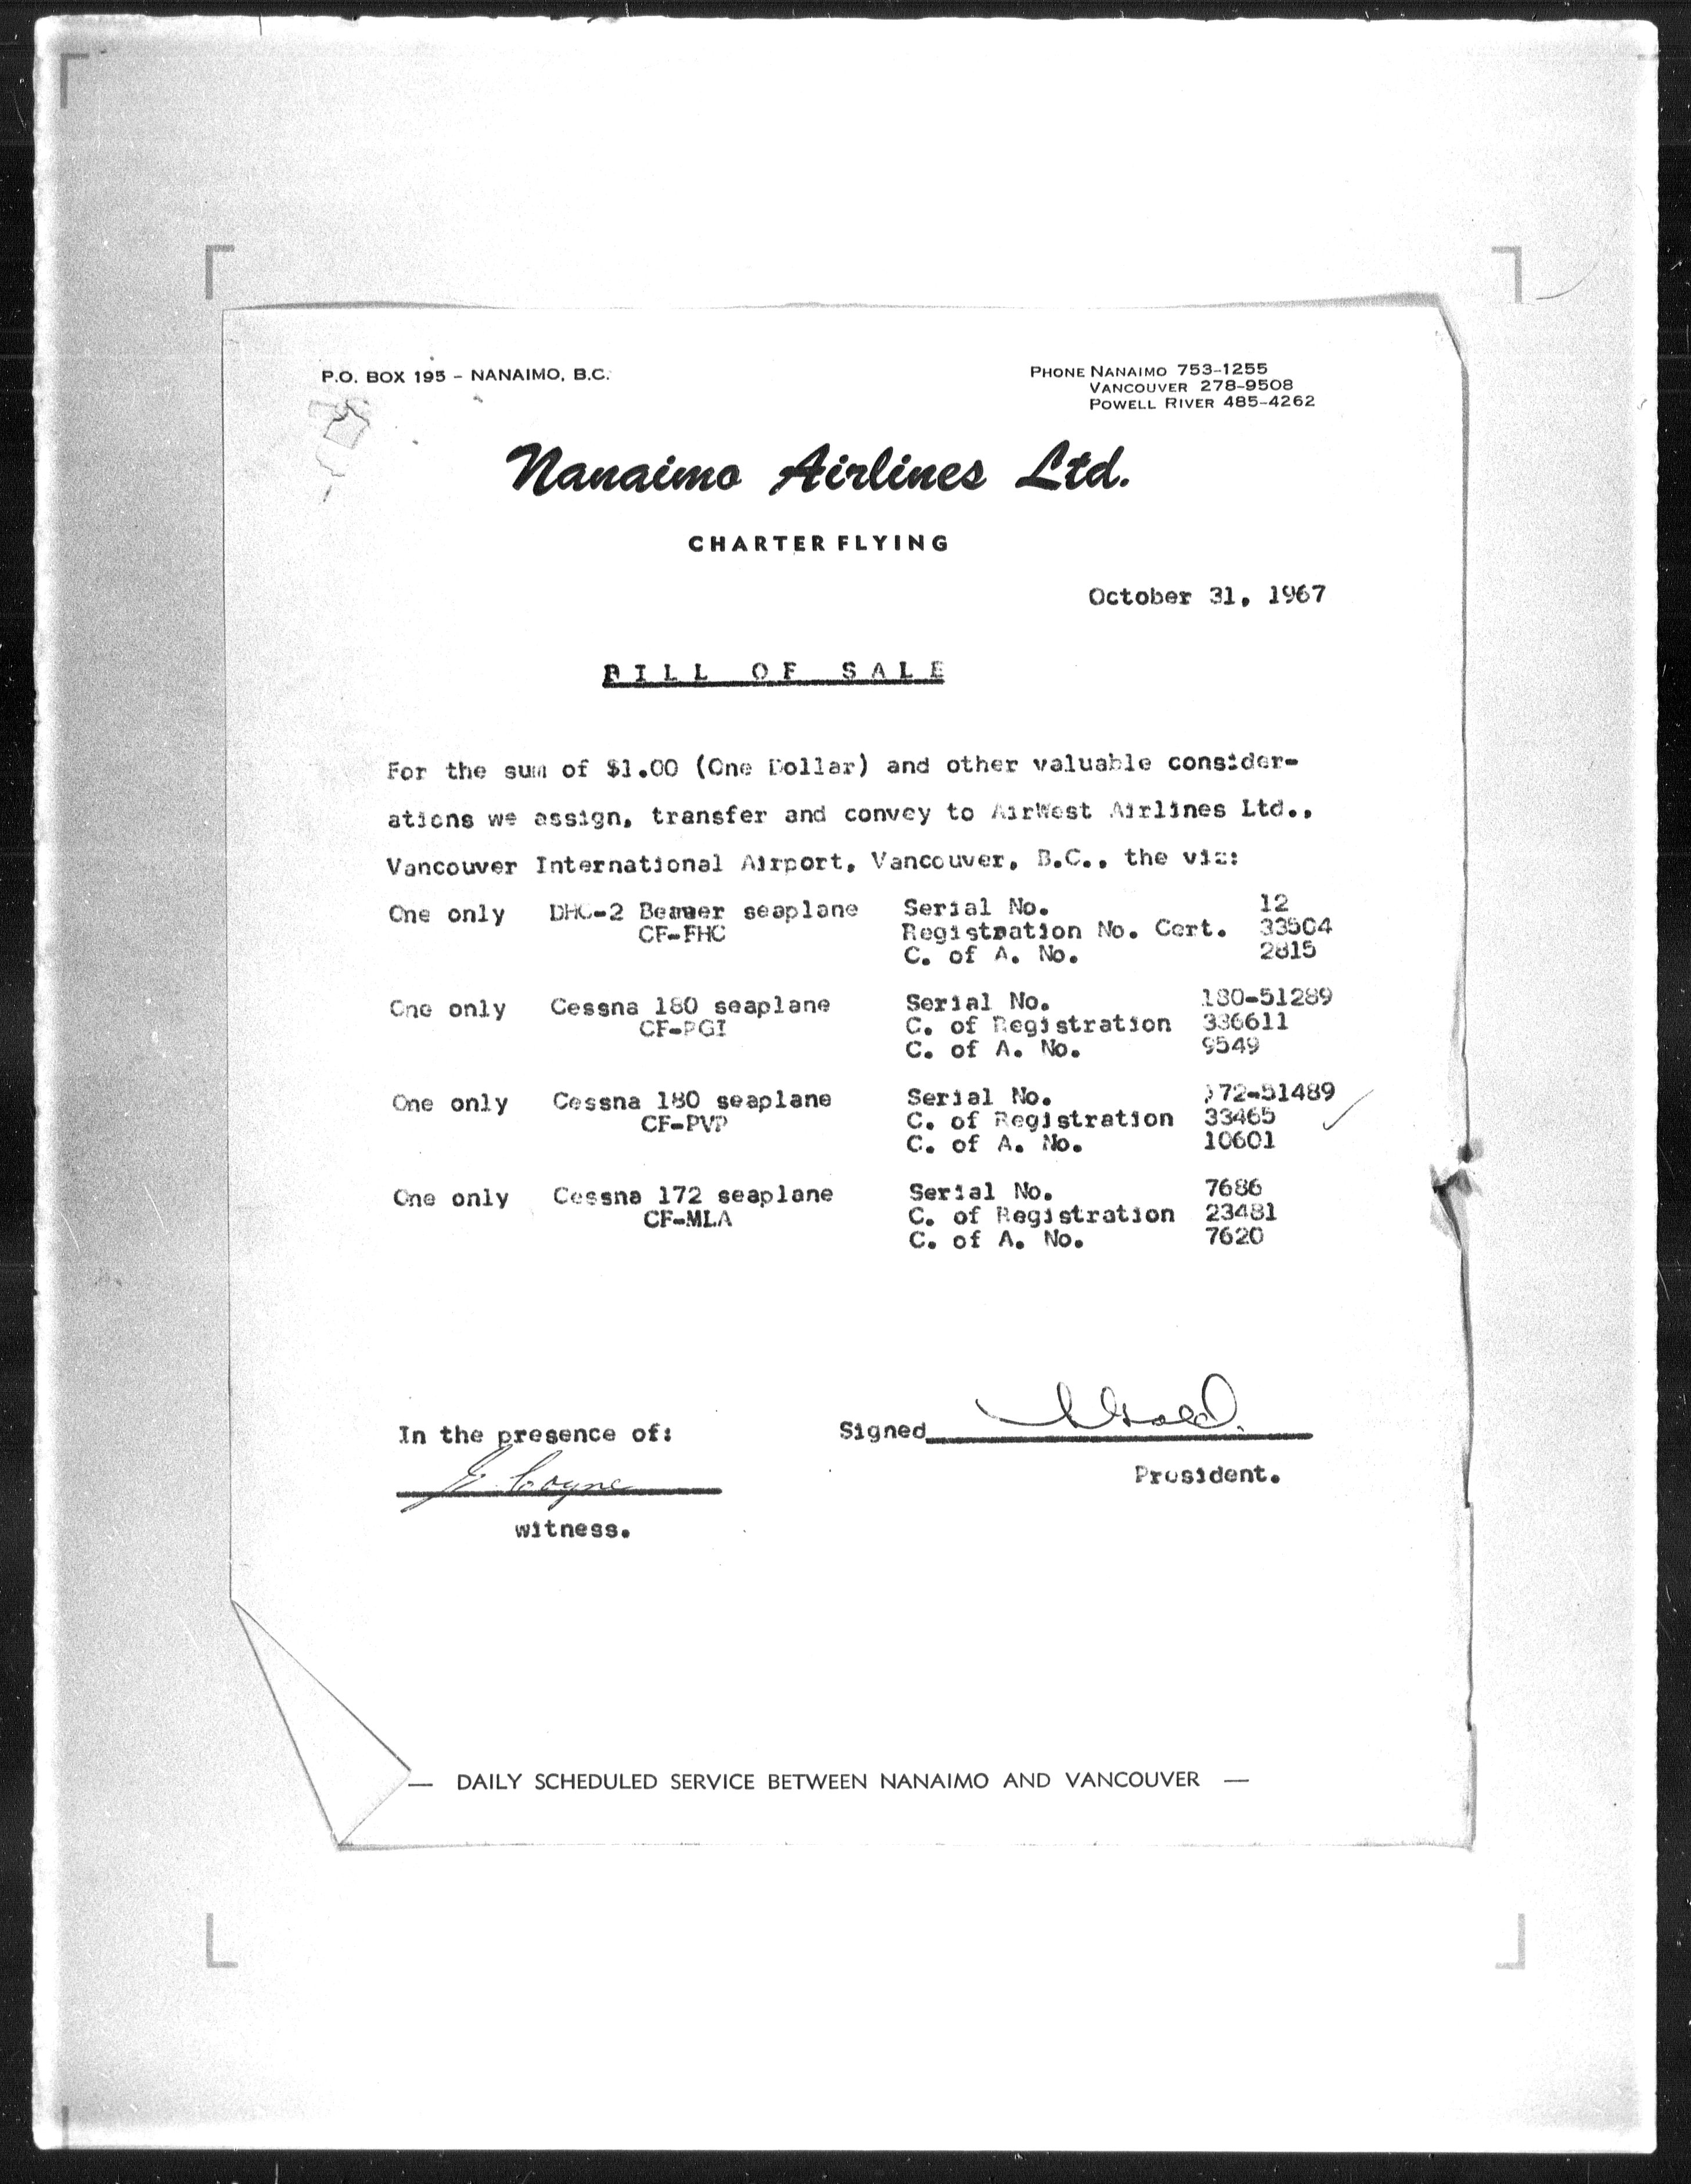 P.O. BOX 195 – NANAIMO, B.C.
PHONE NANAIMO 753–1255
VANCOUVER 278–9508
POWELL RIVER 485–4262
Nanaimo Airlines Ltd.
CHARTER FLYING
October 31, 1967
BILL OF SALE
For the sum of $1.00 (One Dollar) and other valuable consider-
ations we assign, transfer and convey to AirWest Airlines Ltd.,
Vancouver International Airport, Vancouver, B.C., the viz:
One only DHC-2 Beaver seaplane Serial No. 12
CF-FHC Registration No. Cert. 33504
C. of A. No. 2815
One only Cessna 180 seaplane Serial No. 180-51289
CF-PGI C. of Registration 336611
C. of A. No. 9549
One only Cessna 180 seaplane Serial No. 172-51489
CF-PVP C. of Registration 33465
C. of A. No. 10601
One only Cessna 172 seaplane Serial No. 7686
CF-MLA C. of Registration 23481
C. of A. No. 7620
In the presence of: Signed
President.
witness.
— DAILY SCHEDULED SERVICE BETWEEN NANAIMO AND VANCOUVER —